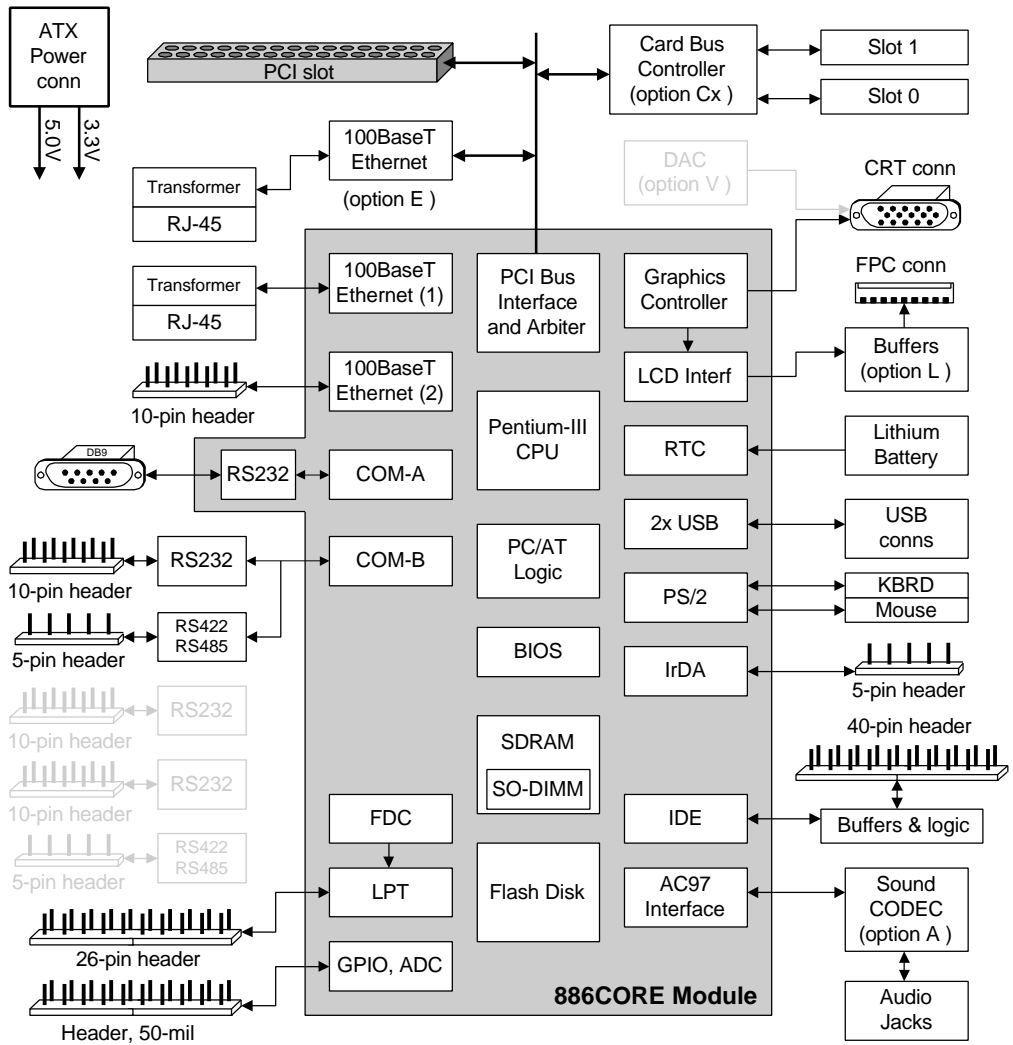 ATX
Power
conn
5.0V
3.3V
PCI slot
Card Bus
Controller
(option Cx )
Slot 1
Slot 0
100BaseT
Ethernet
(option E )
Transformer
RJ-45
DAC
(option V )
CRT conn
Transformer
RJ-45
100BaseT
Ethernet (1)
PCI Bus
Interface
and Arbiter
Graphics
Controller
FPC conn
10-pin header
100BaseT
Ethernet (2)
LCD Interf
Buffers
(option L )
DB9
RS232
COM-A
Pentium-III
CPU
RTC
Lithium
Battery
10-pin header
RS232
COM-B
PC/AT
Logic
2x USB
USB
conns
PS/2
KBRD
Mouse
5-pin header
RS422
RS485
BIOS
IrDA
5-pin header
10-pin header
RS232
40-pin header
SDRAM
SO-DIMM
10-pin header
RS232
FDC
IDE
Buffers & logic
5-pin header
RS422
RS485
LPT
Flash Disk
AC97
Interface
Sound
CODEC
(option A )
26-pin header
GPIO, ADC
886CORE Module
Audio
Jacks
Header, 50-mil